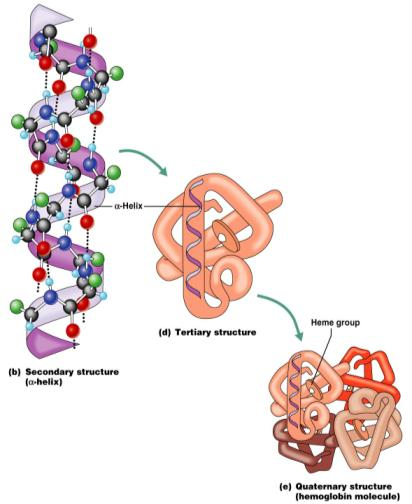 α-Helix
(d) Tertiary structure
Heme group
(b) Secondary structure
(α-helix)
(e) Quaternary structure
(hemoglobin molecule)